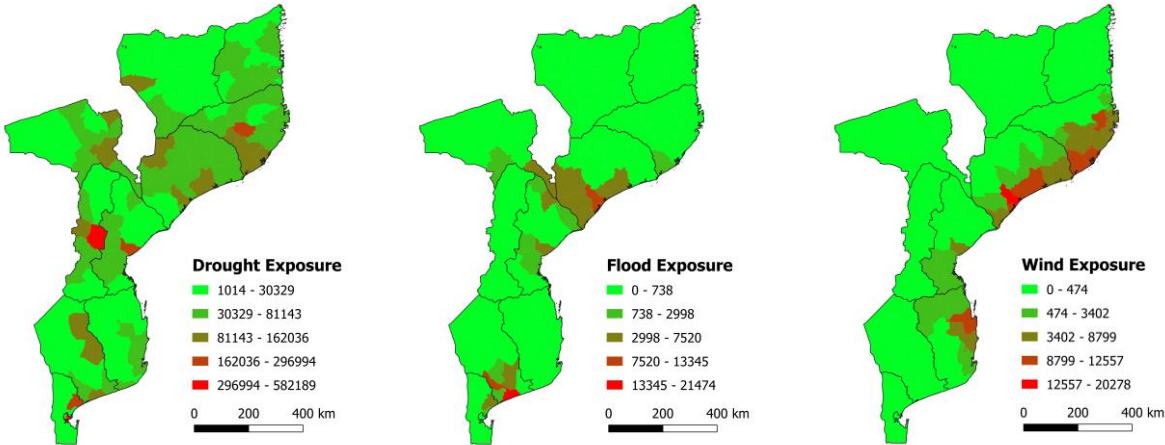 Drought Exposure
1014 - 30329
30329 - 81143
81143 - 162036
162036 - 296994
296994 - 582189
0 200 400 km
Flood Exposure
0 - 738
738 - 2998
2998 - 7520
7520 - 13345
13345 - 21474
0 200 400 km
Wind Exposure
0 - 474
474 - 3402
3402 - 8799
8799 - 12557
12557 - 20278
0 200 400 km